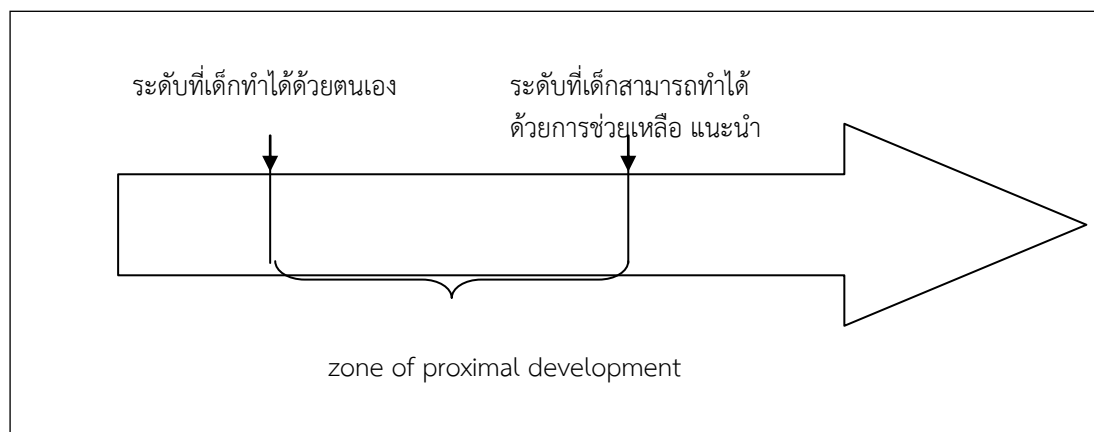 ระดับที่เด็กทำได้ด้วยตนเอง
ระดับที่เด็กสามารถทำได้
ด้วยการช่วยเหลือ แนะนำ
zone of proximal development